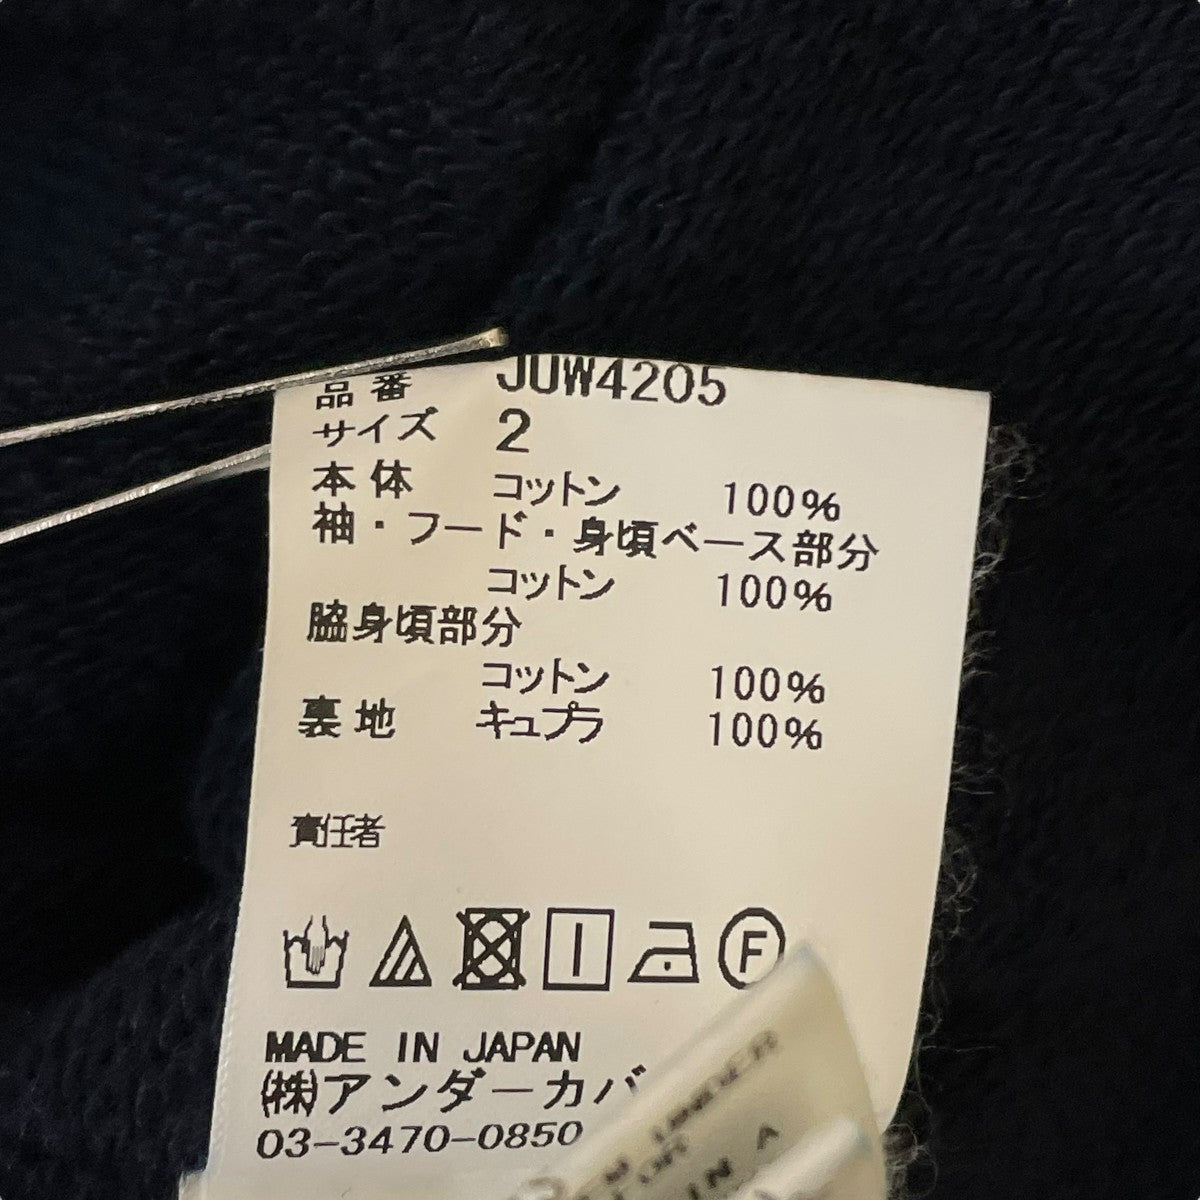 品番 JUW4205
サイズ 2
本体 コットン 100%
袖・フード・身頃ベース部分
コットン 100%
脇身頃部分
コットン 100%
裏地 キュプラ 100%
責任者
F
MADE IN JAPAN
(株)アンダーカバ
03-3470-0850